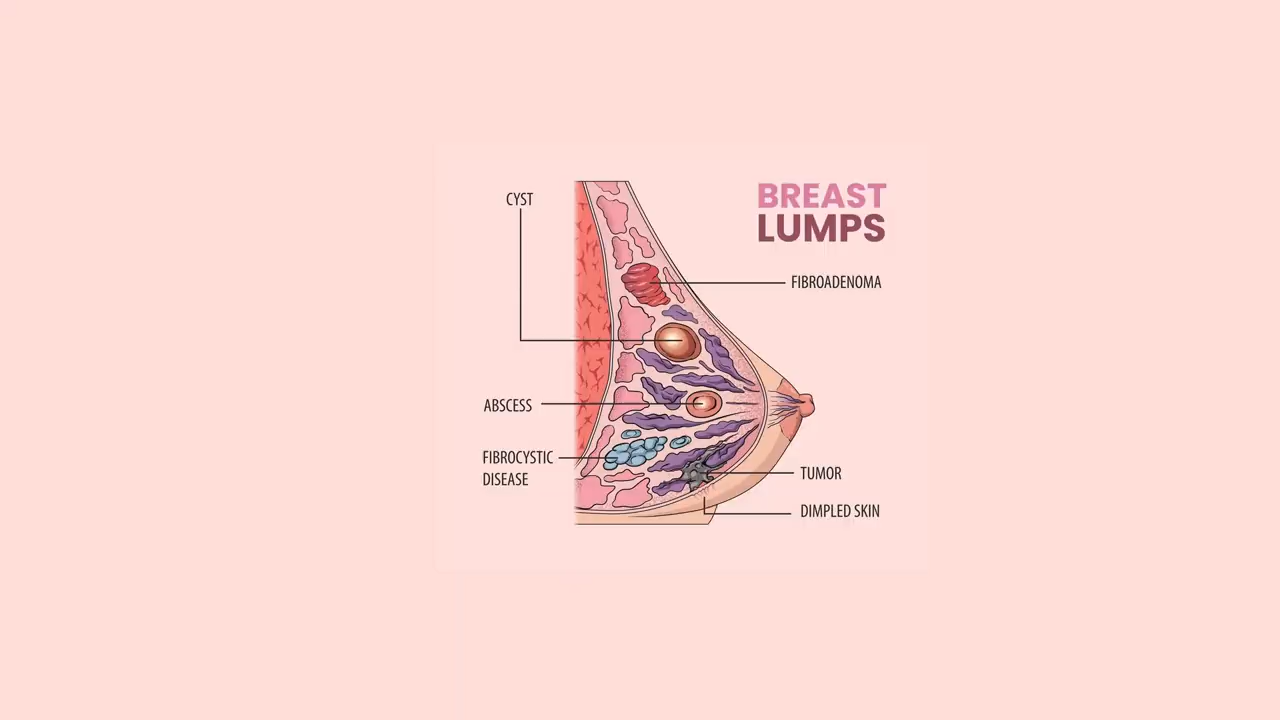 BREAST
LUMPS
CYST
FIBROADENOMA
ABSCESS
FIBROCYSTIC
DISEASE
TUMOR
DIMPLED SKIN